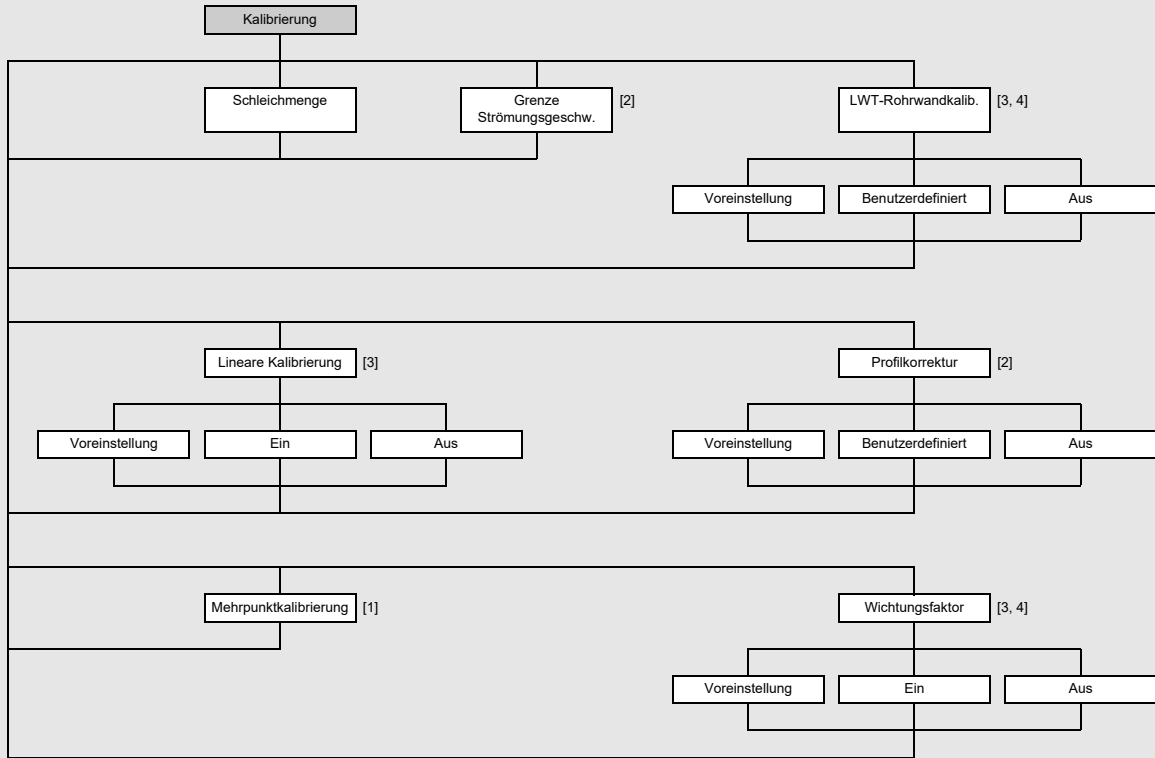 Kalibrierung
Schleichmenge
Grenze
Strömungsgeschw.
[2]
LWT-Rohrwandkalib.
[3, 4]
Voreinstellung
Benutzerdefiniert
Aus
Lineare Kalibrierung
[3]
Profilkorrektur
[2]
Voreinstellung
Ein
Aus
Voreinstellung
Benutzerdefiniert
Aus
Mehrpunktkalibrierung
[1]
Wichtungsfaktor
[3, 4]
Voreinstellung
Ein
Aus